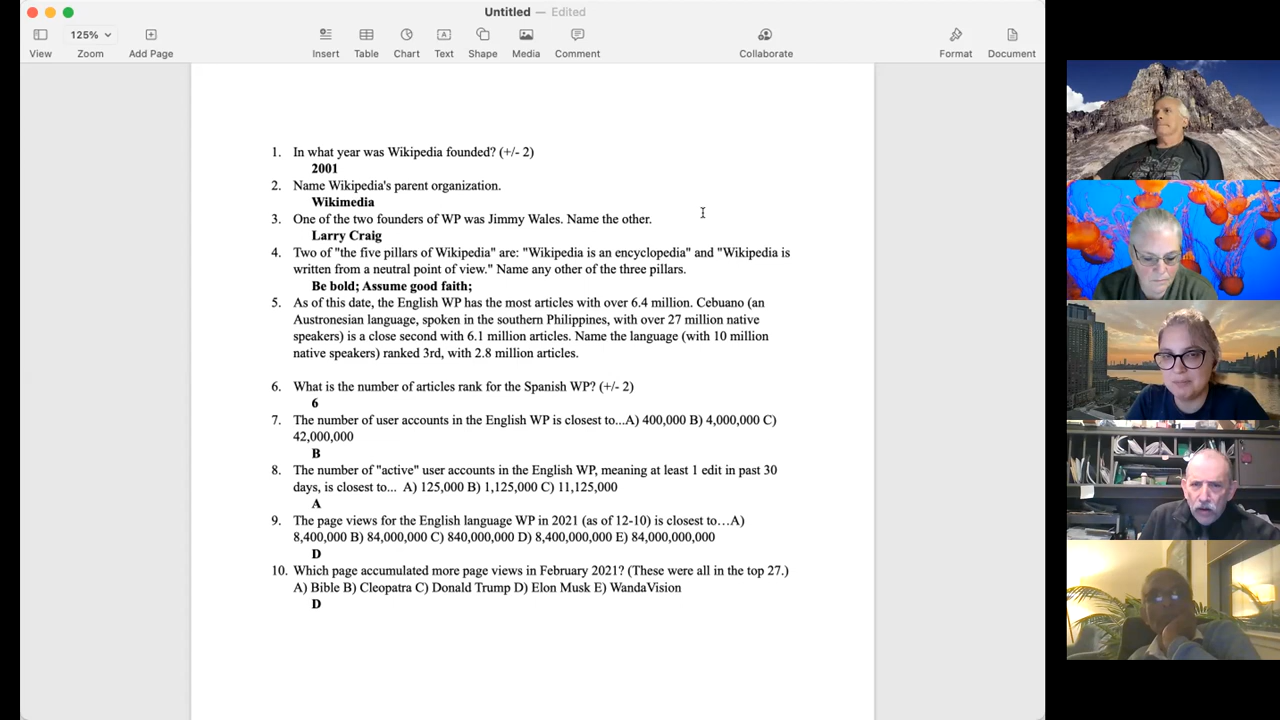 Untitled — Edited
125%
View Zoom Add Page Insert Table Chart Text Shape Media Comment Collaborate Format Document
1. In what year was Wikipedia founded? (+/- 2)
2001
2. Name Wikipedia's parent organization.
Wikimedia
3. One of the two founders of WP was Jimmy Wales. Name the other.
Larry Craig
4. Two of "the five pillars of Wikipedia" are: "Wikipedia is an encyclopedia" and "Wikipedia is
written from a neutral point of view." Name any other of the three pillars.
Be bold; Assume good faith;
5. As of this date, the English WP has the most articles with over 6.4 million. Cebuano (an
Austronesian language, spoken in the southern Philippines, with over 27 million native
speakers) is a close second with 6.1 million articles. Name the language (with 10 million
native speakers) ranked 3rd, with 2.8 million articles.
6. What is the number of articles rank for the Spanish WP? (+/- 2)
6
7. The number of user accounts in the English WP is closest to...A) 400,000 B) 4,000,000 C)
42,000,000
B
8. The number of "active" user accounts in the English WP, meaning at least 1 edit in past 30
days, is closest to... A) 125,000 B) 1,125,000 C) 11,125,000
A
9. The page views for the English language WP in 2021 (as of 12-10) is closest to…A)
8,400,000 B) 84,000,000 C) 840,000,000 D) 8,400,000,000 E) 84,000,000,000
D
10. Which page accumulated more page views in February 2021? (These were all in the top 27.)
A) Bible B) Cleopatra C) Donald Trump D) Elon Musk E) WandaVision
D